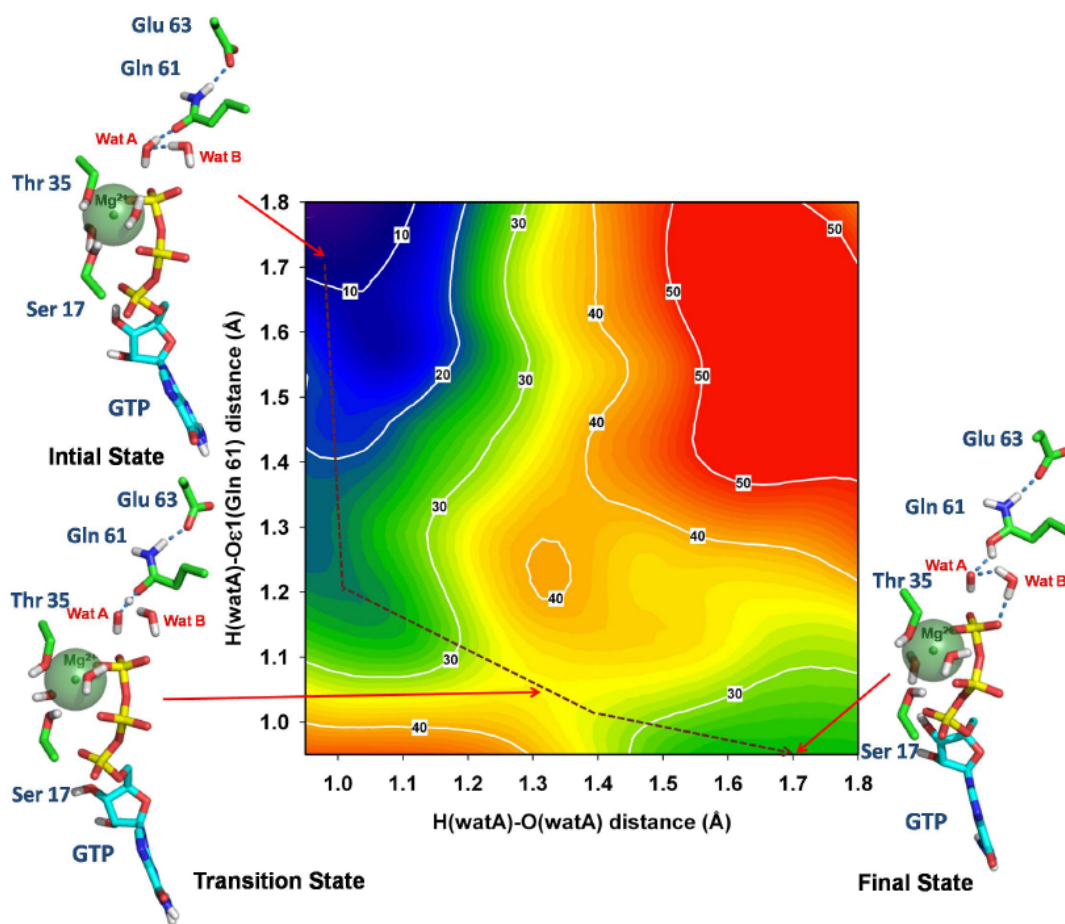 Glu 63
Gln 61
Wat A
Wat B
Thr 35
Mg2+
Ser 17
GTP
Intial State
Glu 63
Gln 61
Thr 35
Wat A
Wat B
Mg2+
Ser 17
GTP
Transition State
H(watA)-Oε1(Gln 61) distance (Å)
1.8
1.7
1.6
1.5
1.4
1.3
1.2
1.1
1.0
10
30
50
50
10
40
50
20
30
50
40
50
30
40
40
30
30
40
1.0
1.1
1.2
1.3
1.4
1.5
1.6
1.7
1.8
H(watA)-O(watA) distance (Å)
Glu 63
Gln 61
Wat A
Thr 35
Wat B
Mg2+
Ser 17
GTP
Final State